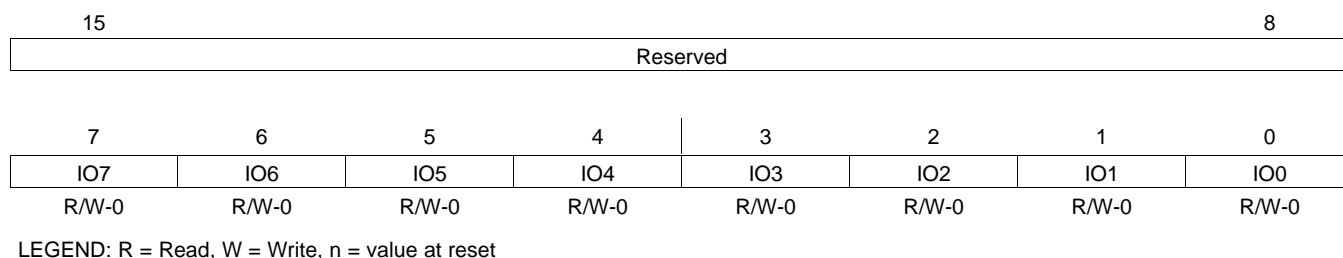 15 8
Reserved
7 6 5 4 3 2 1 0
IO7 IO6 IO5 IO4 IO3 IO2 IO1 IO0
R/W-0 R/W-0 R/W-0 R/W-0 R/W-0 R/W-0 R/W-0 R/W-0
LEGEND: R = Read, W = Write, n = value at reset